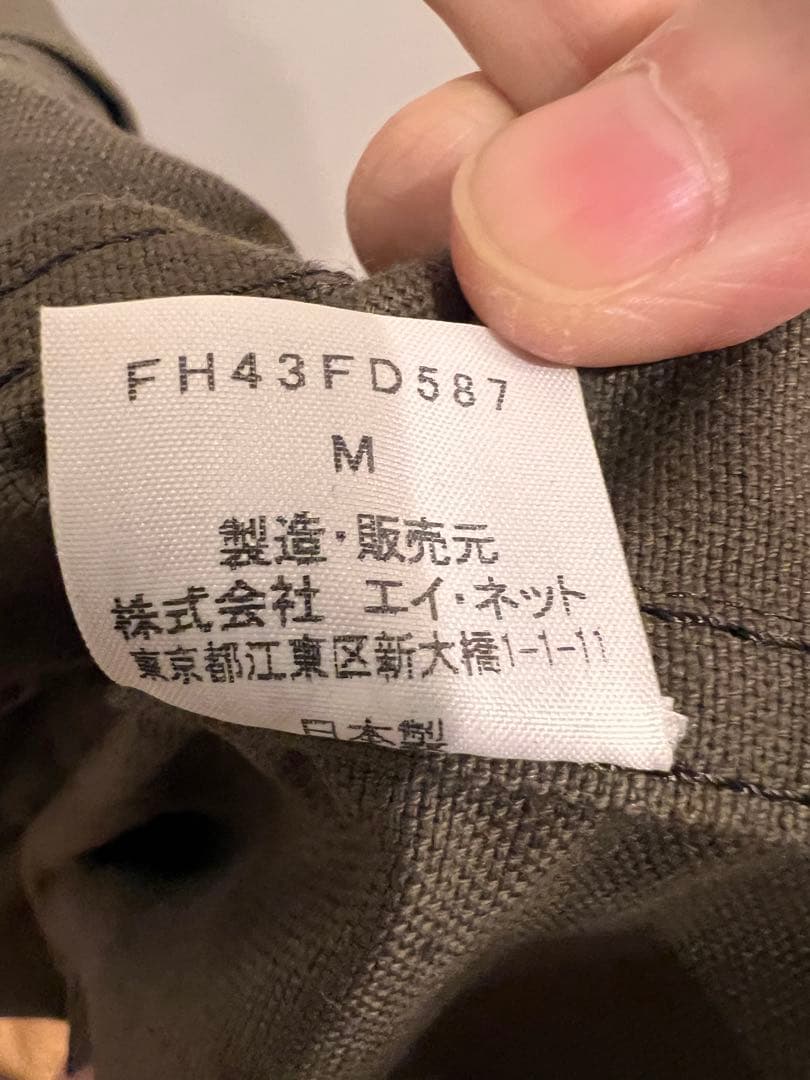 FH43FD587
M
製造・販売元
株式会社 エイ・ネット
東京都江東区新大橋1-1-11
日本製